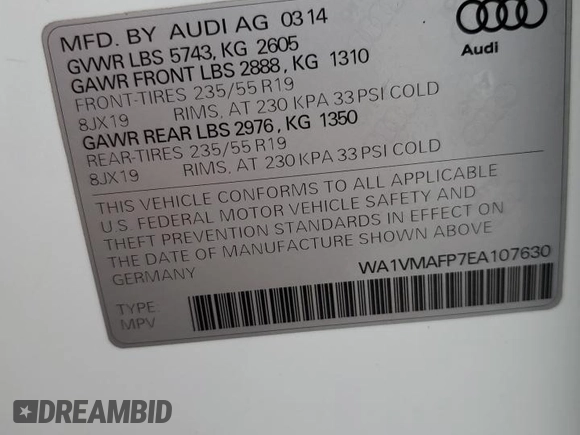 MFD. BY AUDI AG 03 14
GVWR LBS 5743, KG 2605
GAWR FRONT LBS 2888, KG 1310
FRONT-TIRES 235/55 R19
8JX19 RIMS, AT 230 KPA 33 PSI COLD
GAWR REAR LBS 2976, KG 1350
REAR-TIRES 235/55 R19
8JX19 RIMS, AT 230 KPA 33 PSI COLD
THIS VEHICLE CONFORMS TO ALL APPLICABLE
U.S. FEDERAL MOTOR VEHICLE SAFETY AND
THEFT PREVENTION STANDARDS IN EFFECT ON
THE DATE OF MANUFACTURE SHOWN ABOVE
GERMANY
WA1VMAFP7EA107630
TYPE
MPV
Audi
DREAMBID